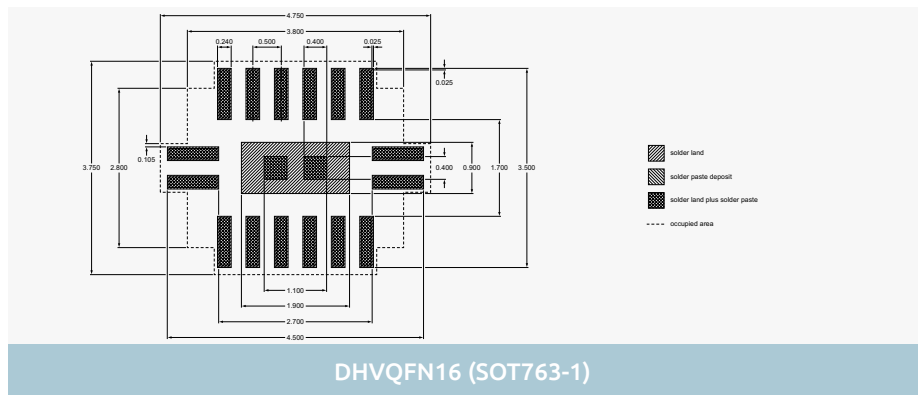 4.750
3.800
0.240 0.500 0.400 0.025
0.025
0.105
3.750 2.800 0.400 0.900 1.700 3.500
1.100
1.900
2.700
4.500
solder land
solder paste deposit
solder land plus solder paste
occupied area
DHVQFN16 (SOT763-1)